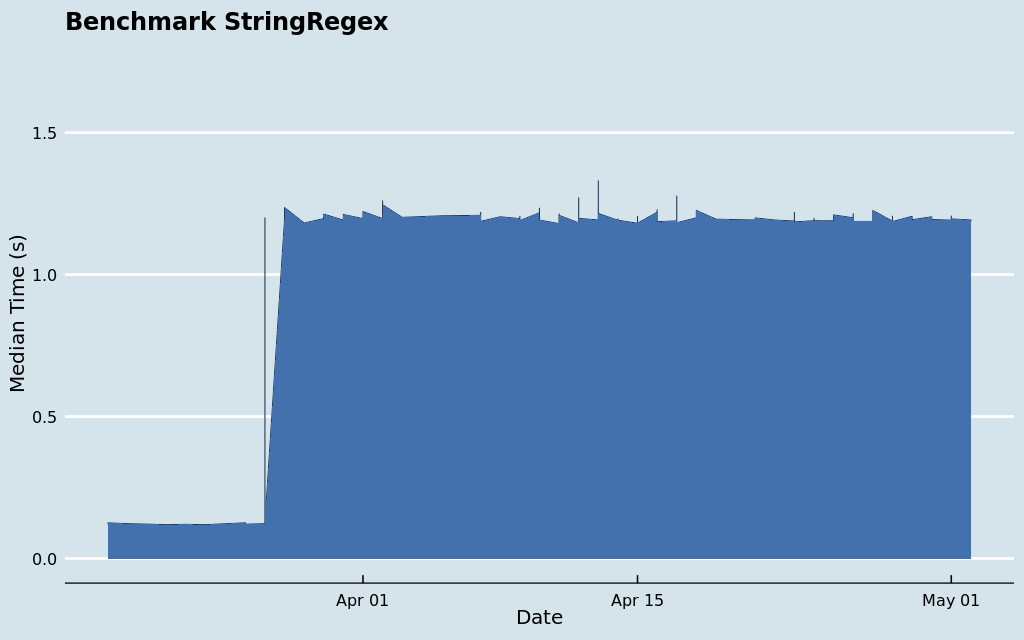 Benchmark StringRegex
Median Time (s)
1.5
1.0
0.5
0.0
Apr 01
Apr 15
May 01
Date